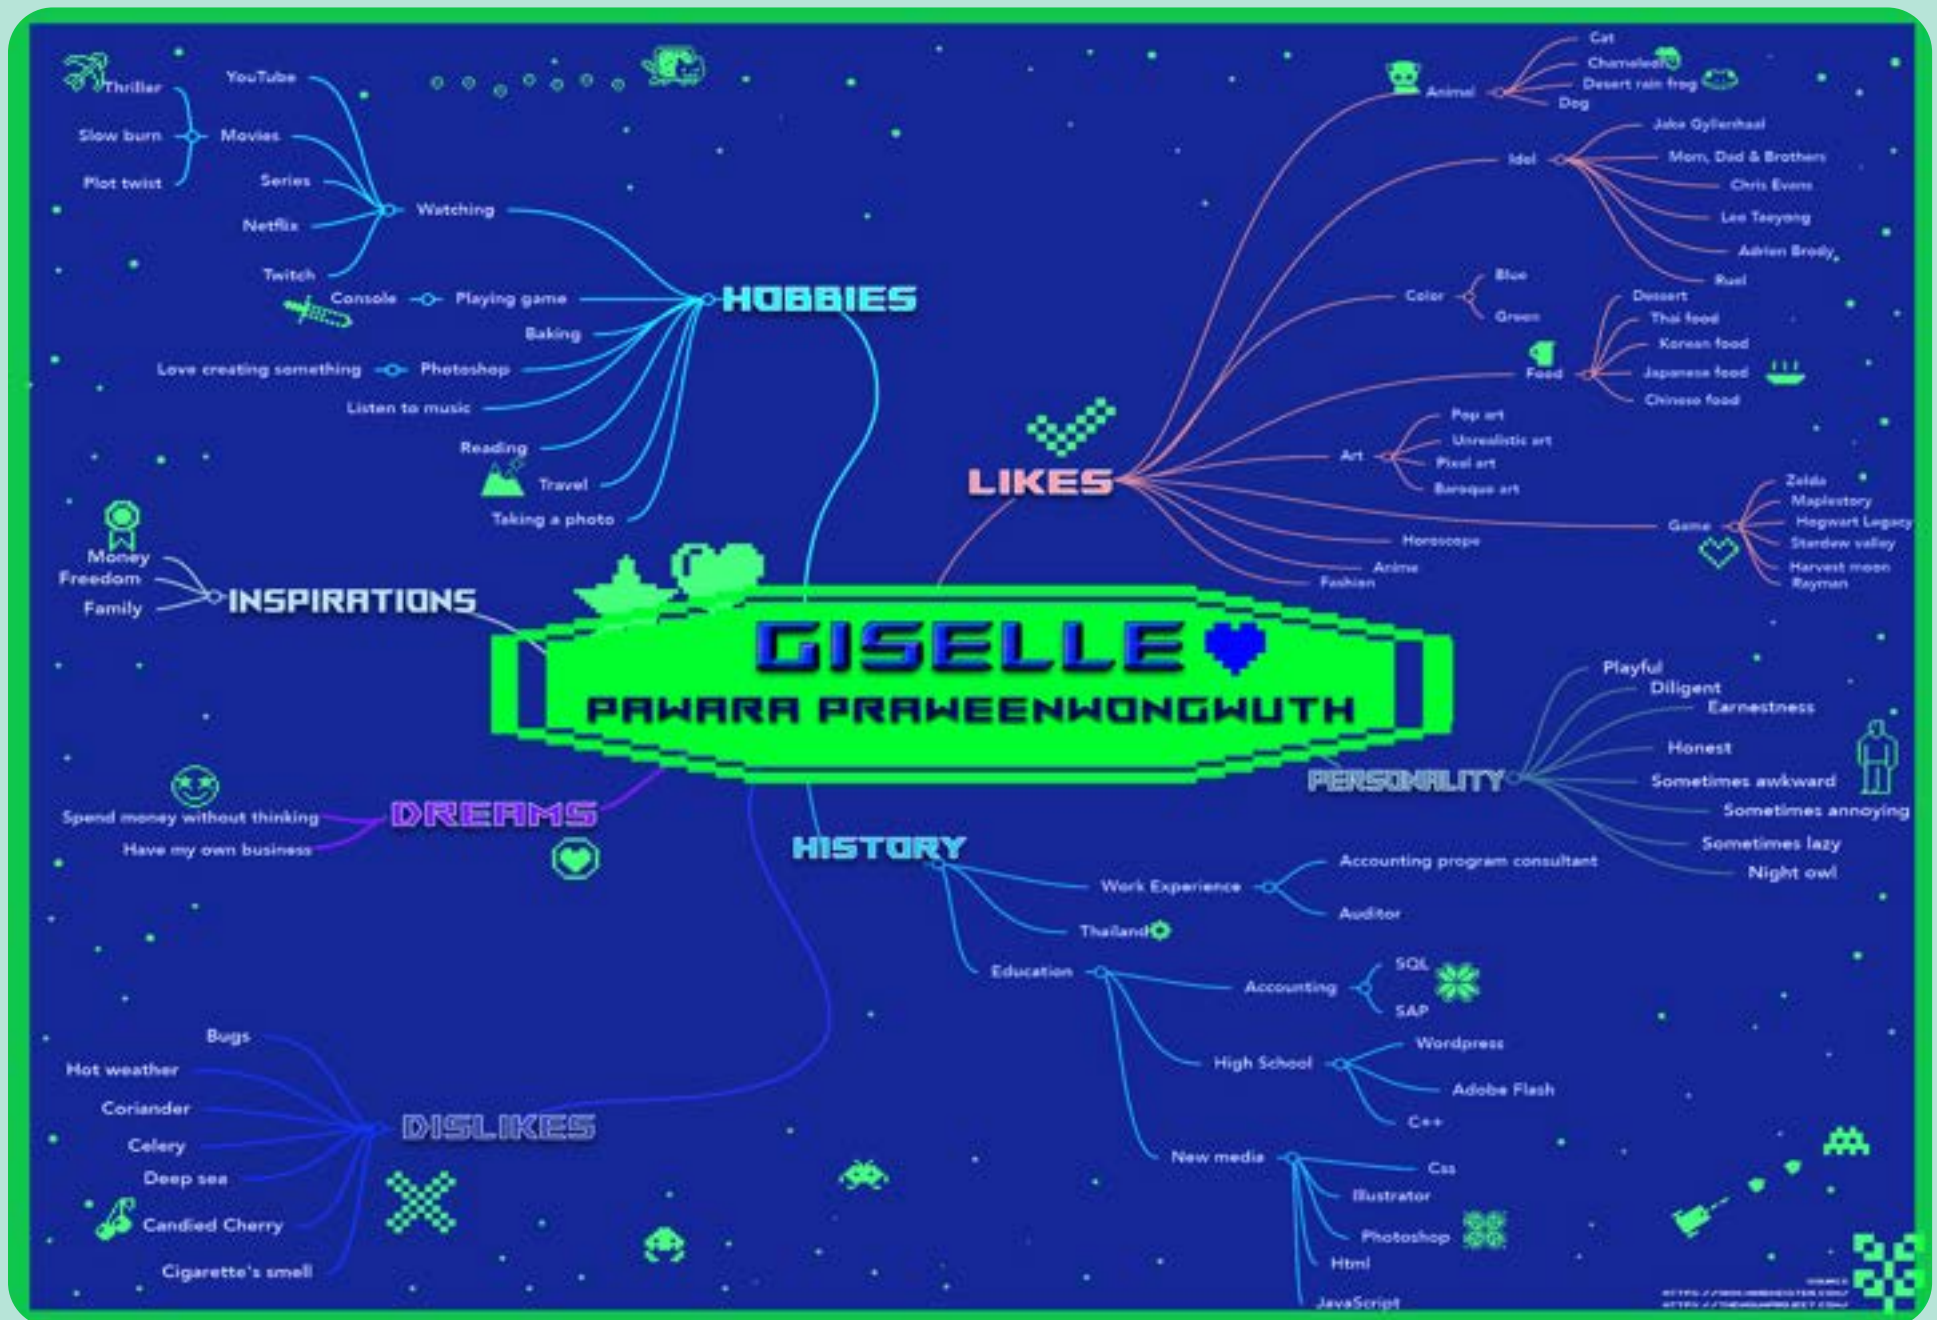 GISELLE
PAWARA PRAWEENWONGWUTH
HOBBIES
Watching
YouTube
Movies
Thriller
Slow burn
Plot twist
Series
Netflix
Twitch
Playing game
Console
Baking
Photoshop
Love creating something
Listen to music
Reading
Travel
Taking a photo
LIKES
Animal
Cat
Chameleon
Desert rain frog
Dog
Idol
Jake Gyllenhaal
Mom, Dad & Brothers
Chris Evans
Lee Taeyong
Adrien Brody
Ruel
Color
Blue
Green
Food
Dessert
Thai food
Korean food
Japanese food
Chinese food
Art
Pop art
Unrealistic art
Pixel art
Baroque art
Game
Zelda
Maplestory
Hogwart Legacy
Stardew valley
Harvest moon
Rayman
Horoscope
Anime
Fashion
INSPIRATIONS
Money
Freedom
Family
DREAMS
Spend money without thinking
Have my own business
PERSONALITY
Playful
Diligent
Earnestness
Honest
Sometimes awkward
Sometimes annoying
Sometimes lazy
Night owl
HISTORY
Work Experience
Accounting program consultant
Auditor
Thailand
Education
Accounting
SQL
SAP
High School
Wordpress
Adobe Flash
C++
New media
Css
Illustrator
Photoshop
Html
JavaScript
DISLIKES
Bugs
Hot weather
Coriander
Celery
Deep sea
Candied Cherry
Cigarette's smell